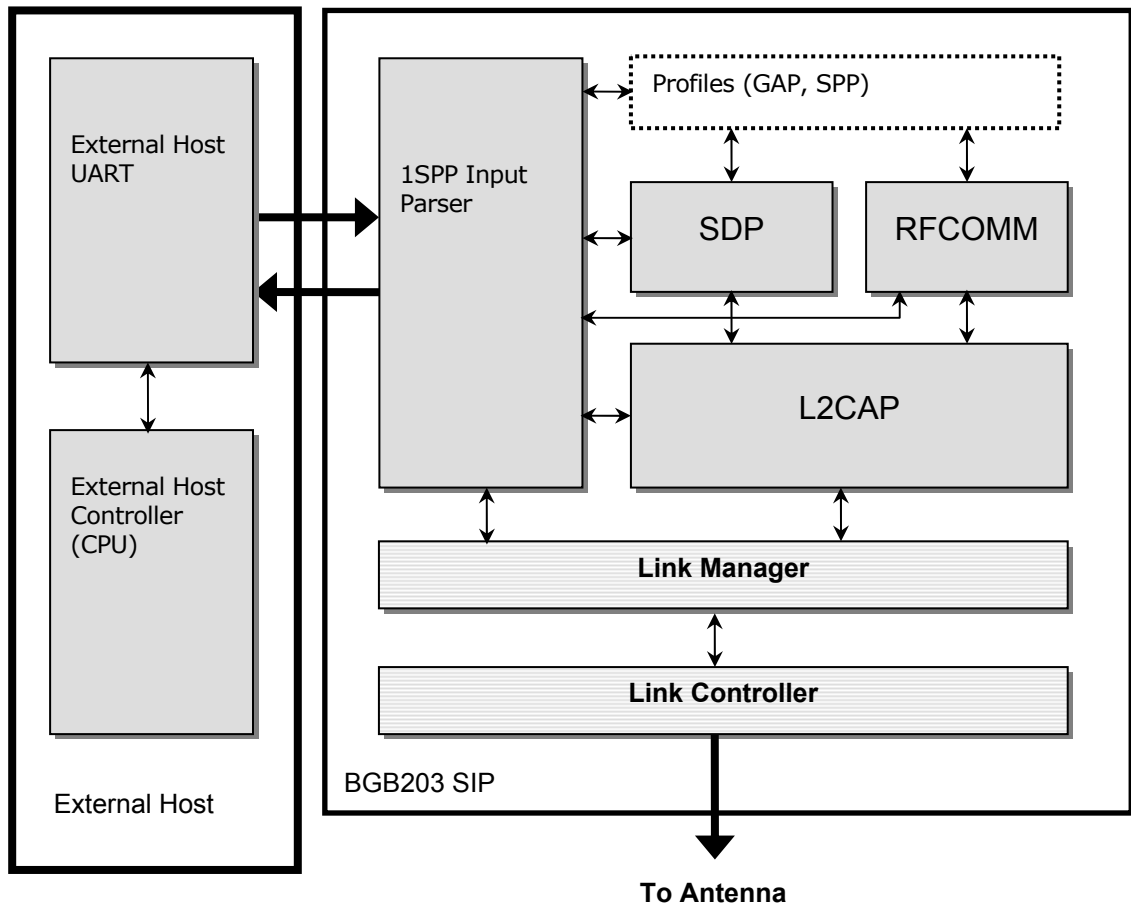 External Host
UART
External Host
Controller
(CPU)
External Host
1SPP Input
Parser
Profiles (GAP, SPP)
SDP
RFCOMM
L2CAP
Link Manager
Link Controller
BGB203 SIP
To Antenna